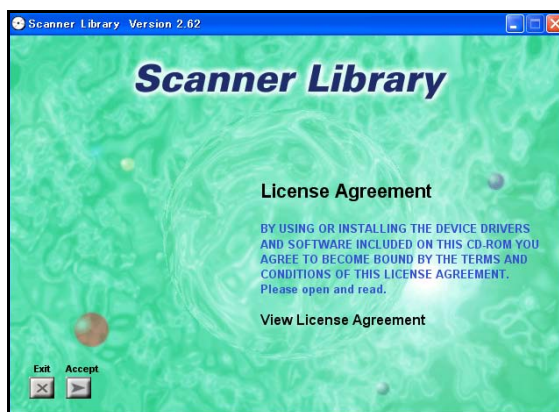 Scanner Library Version 2.62
Scanner Library
License Agreement
BY USING OR INSTALLING THE DEVICE DRIVERS
AND SOFTWARE INCLUDED ON THIS CD-ROM YOU
AGREE TO BECOME BOUND BY THE TERMS AND
CONDITIONS OF THIS LICENSE AGREEMENT.
Please open and read.
View License Agreement
Exit Accept